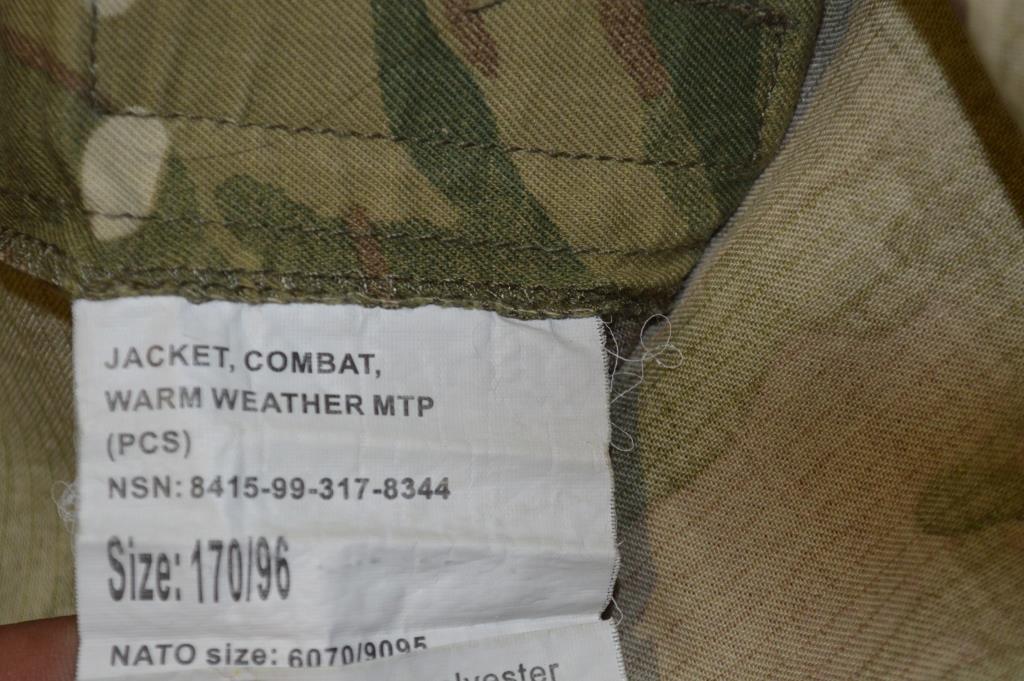 JACKET, COMBAT,
WARM WEATHER MTP
(PCS)
NSN: 8415-99-317-8344
Size: 170/96
NATO size: 6070/9095